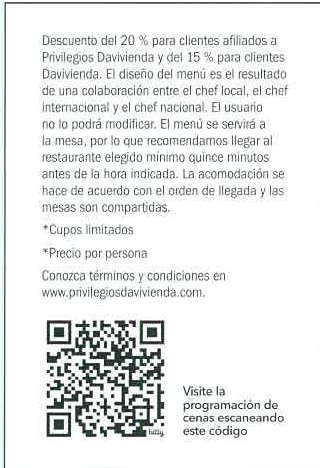 Descuento del 20 % para clientes afiliados a
Privilegios Davivienda y del 15 % para clientes
Davivienda. El diseño del menú es el resultado
de una colaboración entre el chef local, el chef
internacional y el chef nacional. El usuario
no lo podrá modificar. El menú se servirá a
la mesa, por lo que recomendamos llegar al
restaurante elegido mínimo quince minutos
antes de la hora indicada. La acomodación se
hace de acuerdo con el orden de llegada y las
mesas son compartidas.
*Cupos limitados
*Precio por persona
Conozca términos y condiciones en
www.privilegiosdavivienda.com.
bitly
Visite la
programación de
cenas escaneando
este código